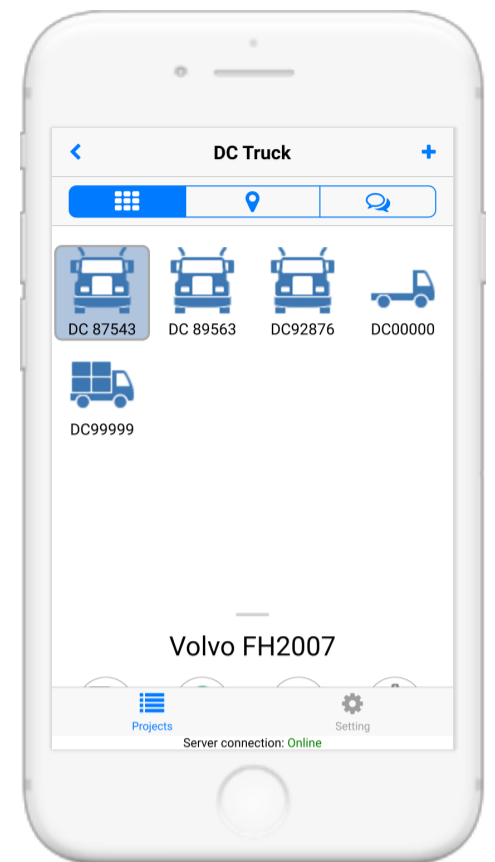 DC Truck
DC 87543 DC 89563 DC92876 DC00000
DC99999
Volvo FH2007
Projects Setting
Server connection: Online